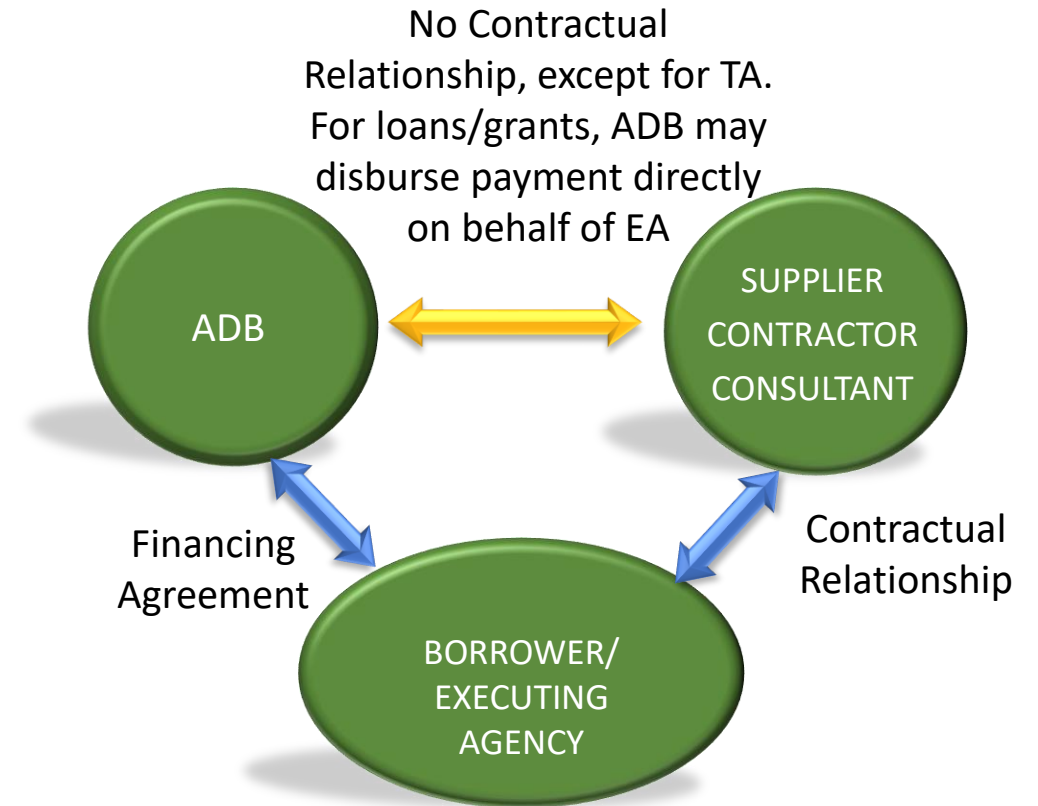 No Contractual
Relationship, except for TA.
For loans/grants, ADB may
disburse payment directly
on behalf of EA
ADB
SUPPLIER
CONTRACTOR
CONSULTANT
Financing
Agreement
Contractual
Relationship
BORROWER/
EXECUTING
AGENCY